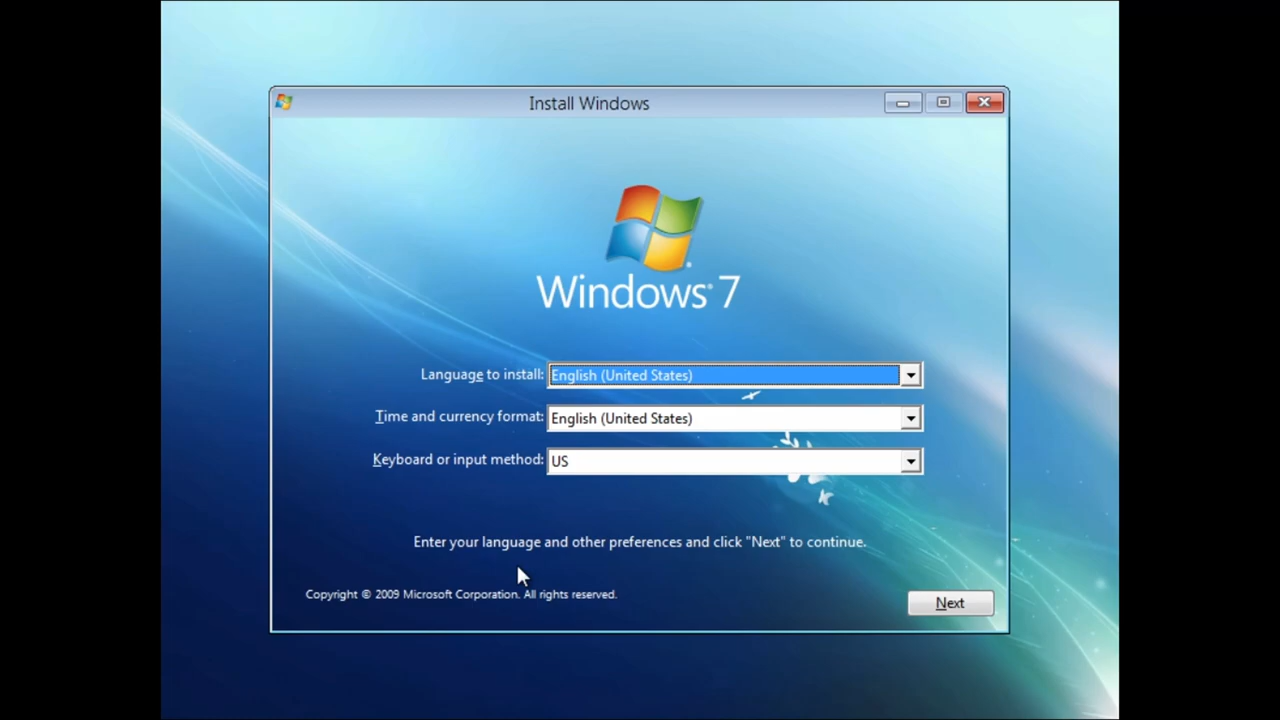 Install Windows
Windows® 7
Language to install: English (United States)
Time and currency format: English (United States)
Keyboard or input method: US
Enter your language and other preferences and click "Next" to continue.
Copyright © 2009 Microsoft Corporation. All rights reserved.
Next